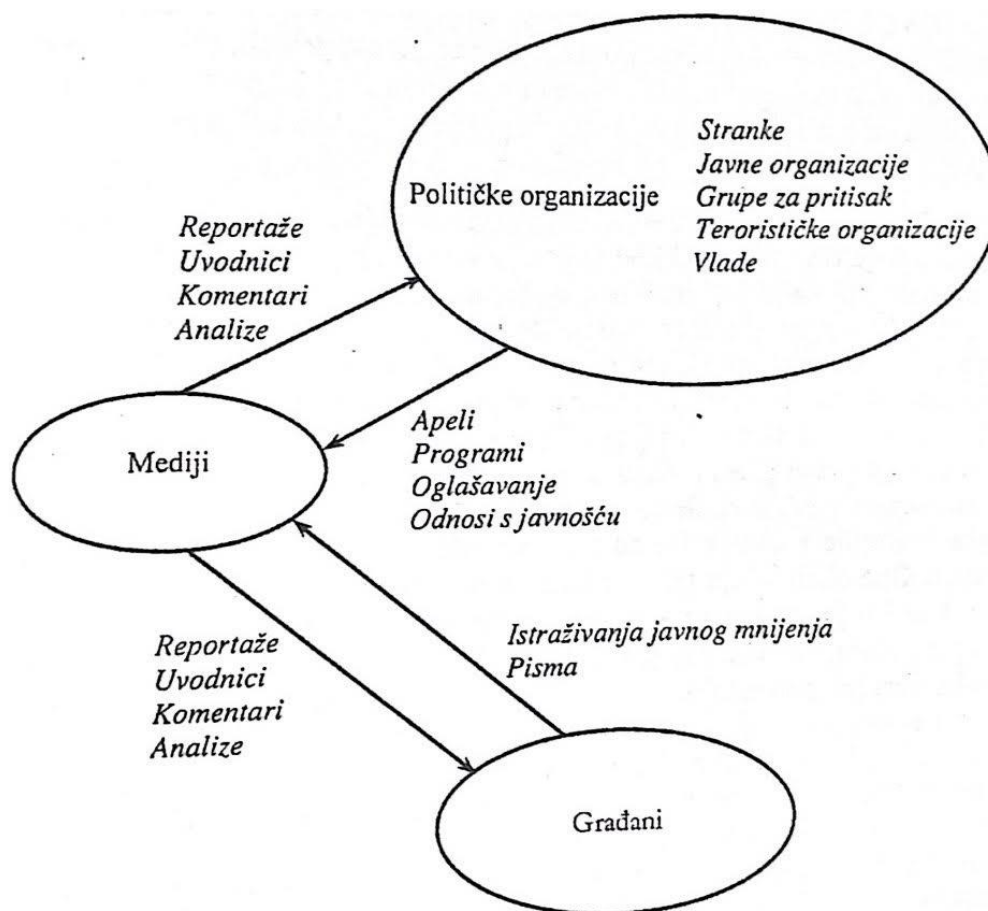 Stranke
Javne organizacije
Političke organizacije
Grupe za pritisak
Terorističke organizacije
Vlade
Reportaže
Uvodnici
Komentari
Analize
Mediji
Apeli
Programi
Oglašavanje
Odnosi s javnošću
Istraživanja javnog mnijenja
Pisma
Reportaže
Uvodnici
Komentari
Analize
Građani